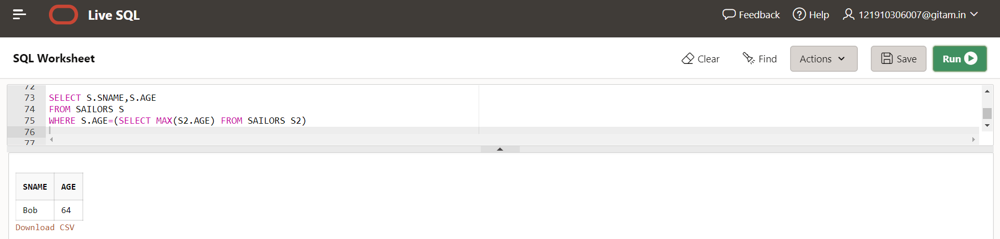 Live SQL Feedback Help 121910306007@gitam.in
SQL Worksheet Clear Find Actions Save Run
72
73 SELECT S.SNAME,S.AGE
74 FROM SAILORS S
75 WHERE S.AGE=(SELECT MAX(S2.AGE) FROM SAILORS S2)
76
77
SNAME AGE
Bob 64
Download CSV